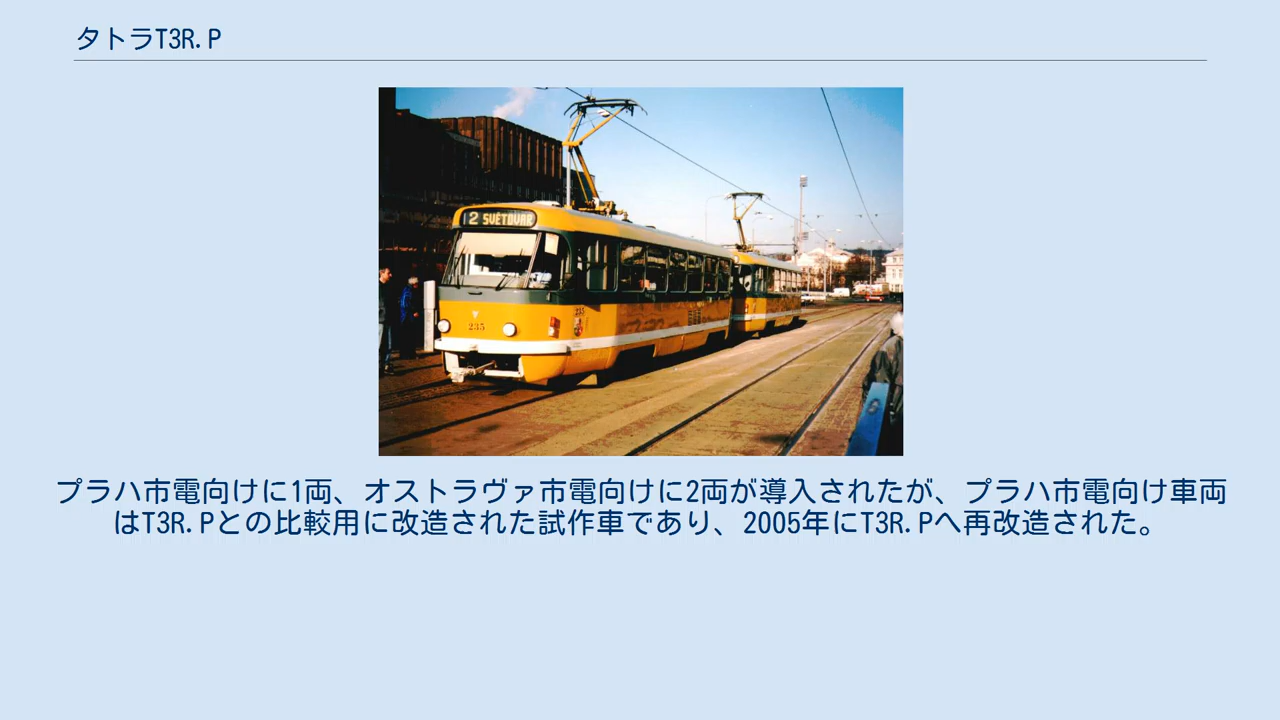 タトラT3R.P
12 SVĚTOVAR
235
235
プラハ市電向けに1両、オストラヴァ市電向けに2両が導入されたが、プラハ市電向け車両
はT3R.Pとの比較用に改造された試作車であり、2005年にT3R.Pへ再改造された。